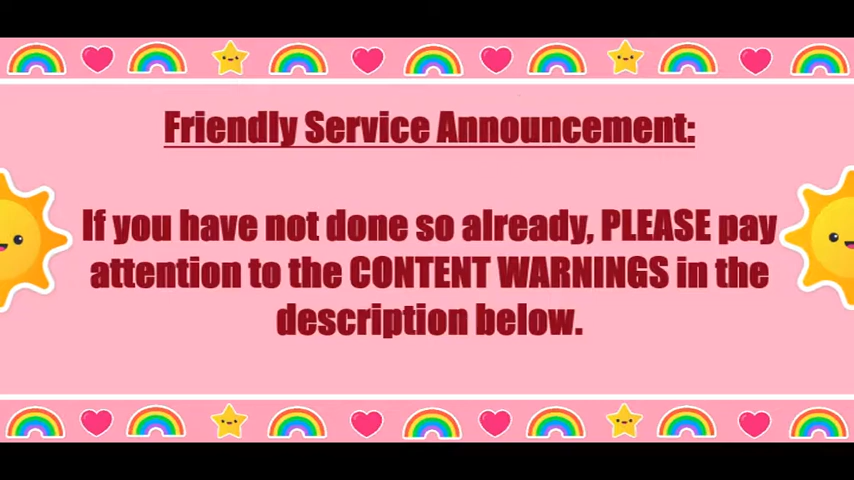 Friendly Service Announcement:
If you have not done so already, PLEASE pay
attention to the CONTENT WARNINGS in the
description below.